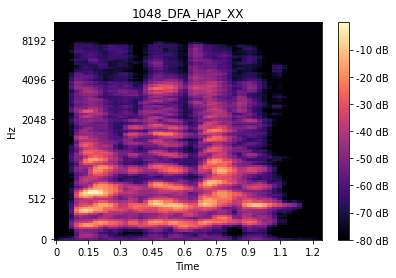 1048_DFA_HAP_XX
8192
4096
2048
1024
512
0
Hz
0
0.15
0.3
0.45
0.6
0.75
0.9
1.1
1.2
Time
-10 dB
-20 dB
-30 dB
-40 dB
-50 dB
-60 dB
-70 dB
-80 dB